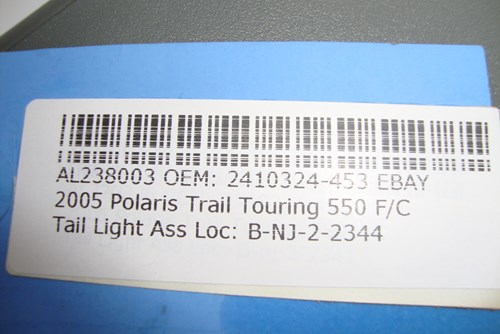 AL238003 OEM: 2410324-453 EBAY
2005 Polaris Trail Touring 550 F/C
Tail Light Ass Loc: B-NJ-2-2344